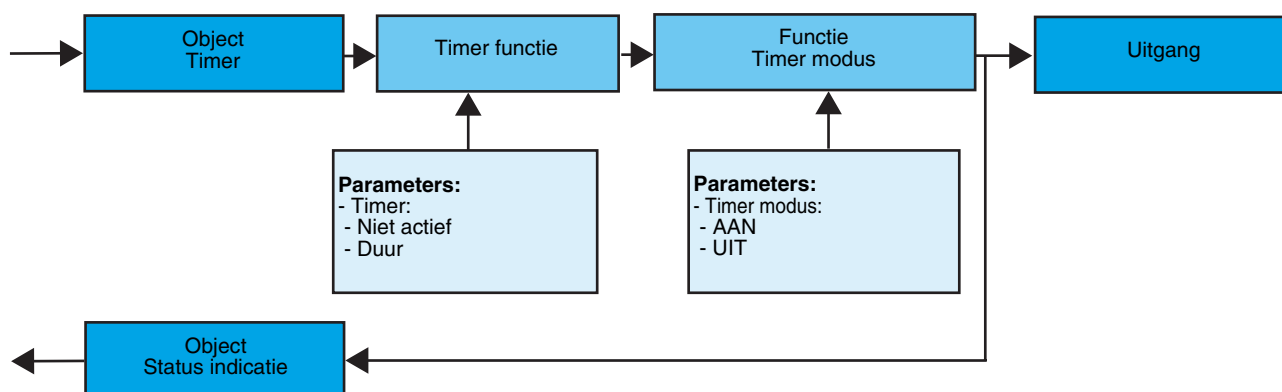 Object
Timer
Timer functie
Functie
Timer modus
Uitgang
Parameters:
- Timer:
- Niet actief
- Duur
Parameters:
- Timer modus:
- AAN
- UIT
Object
Status indicatie